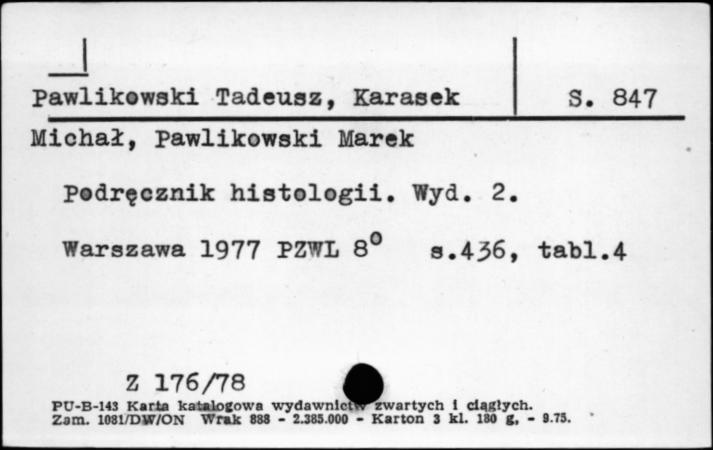 Pawlikowski Tadeusz, Karasek S. 847
Michał, Pawlikowski Marek
Podręcznik histologii. Wyd. 2.
Warszawa 1977 PZWL 8° s.436, tabl.4
Z 176/78
PU-B-143 Karta katalogowa wydawnictw zwartych i ciągłych.
Zam. 1081/DW/ON Wrak 888 - 2.385.000 - Karton 3 kl. 180 g, - 9.75.